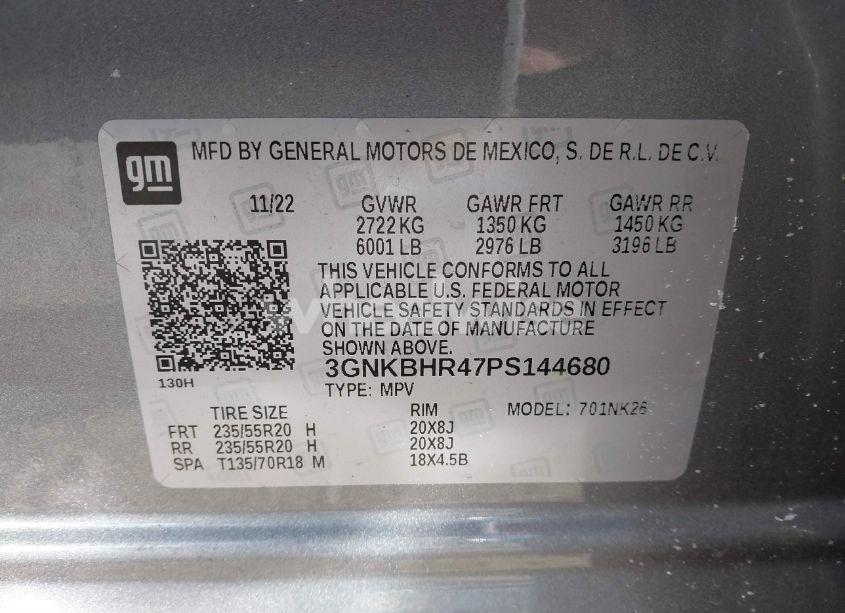 gm MFD BY GENERAL MOTORS DE MEXICO, S. DE R.L. DE C.V.
11/22 GVWR GAWR FRT GAWR RR
2722 KG 1350 KG 1450 KG
6001 LB 2976 LB 3196 LB
THIS VEHICLE CONFORMS TO ALL
APPLICABLE U.S. FEDERAL MOTOR
VEHICLE SAFETY STANDARDS IN EFFECT
ON THE DATE OF MANUFACTURE
SHOWN ABOVE.
3GNKBHR47PS144680
130H
TYPE: MPV
TIRE SIZE RIM MODEL: 701NK26
FRT 235/55R20 H 20X8J
RR 235/55R20 H 20X8J
SPA T135/70R18 M 18X4.5B